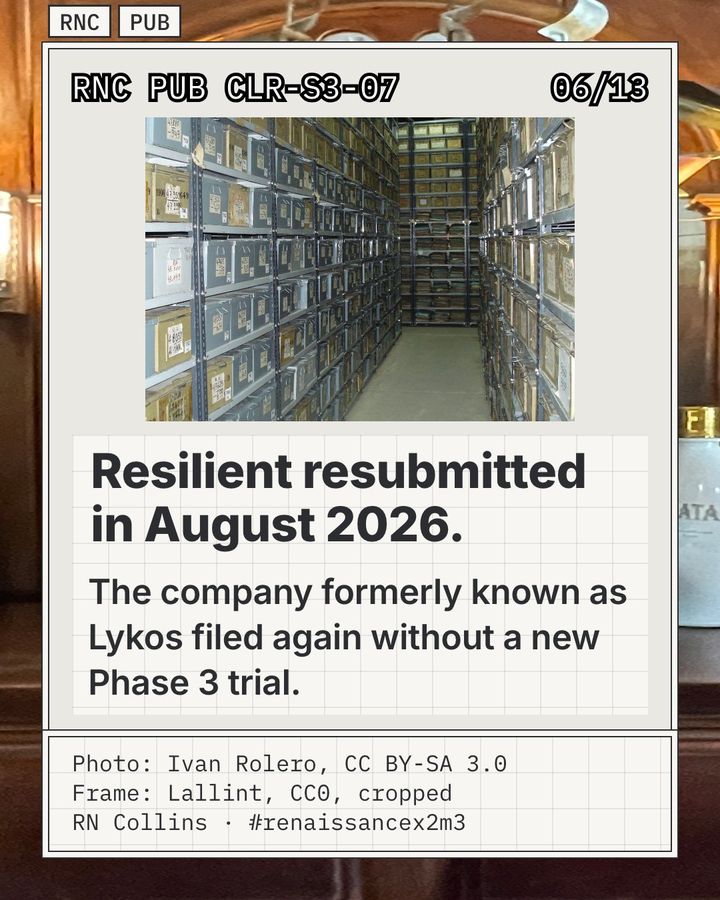 RNC PUB
RNC PUB CLR-S3-07 06/13
Resilient resubmitted
in August 2026.
The company formerly known as
Lykos filed again without a new
Phase 3 trial.
Photo: Ivan Rolero, CC BY-SA 3.0
Frame: Lallint, CC0, cropped
RN Collins · #renaissancex2m3